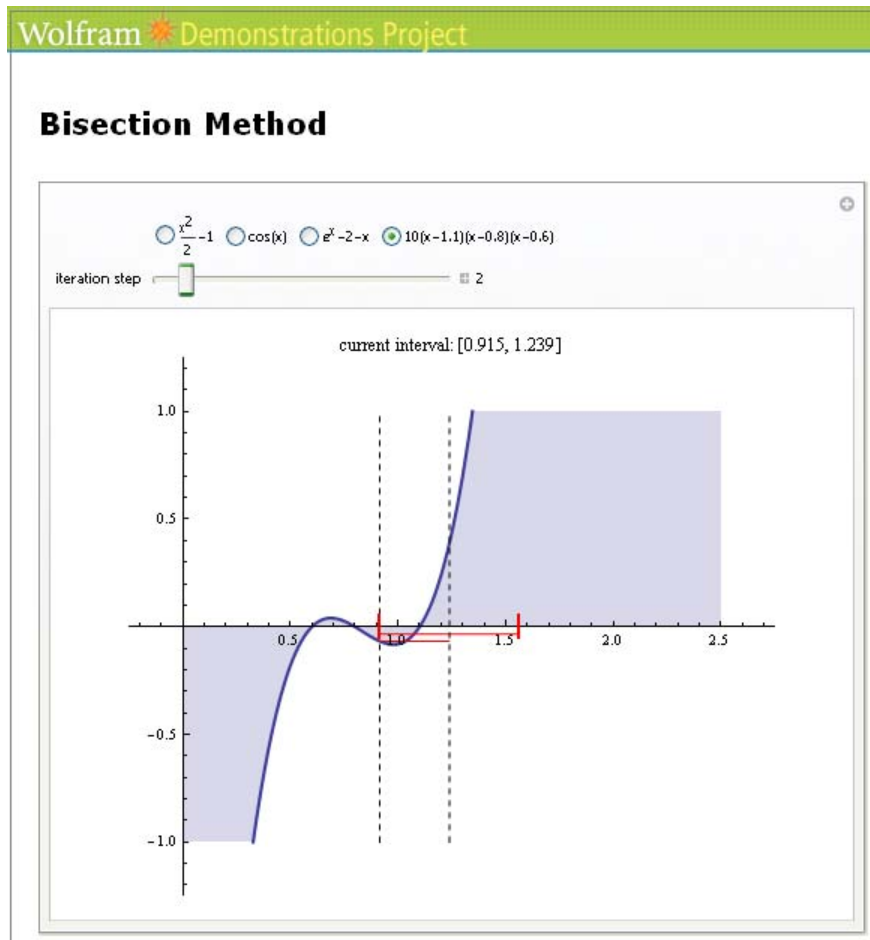 Wolfram Demonstrations Project
Bisection Method
x²/2 −1 cos(x) eˣ−2−x 10(x−1.1)(x−0.8)(x−0.6)
iteration step 2
current interval: [0.915, 1.239]
1.0
0.5
0.5 1.0 1.5 2.0 2.5
−0.5
−1.0